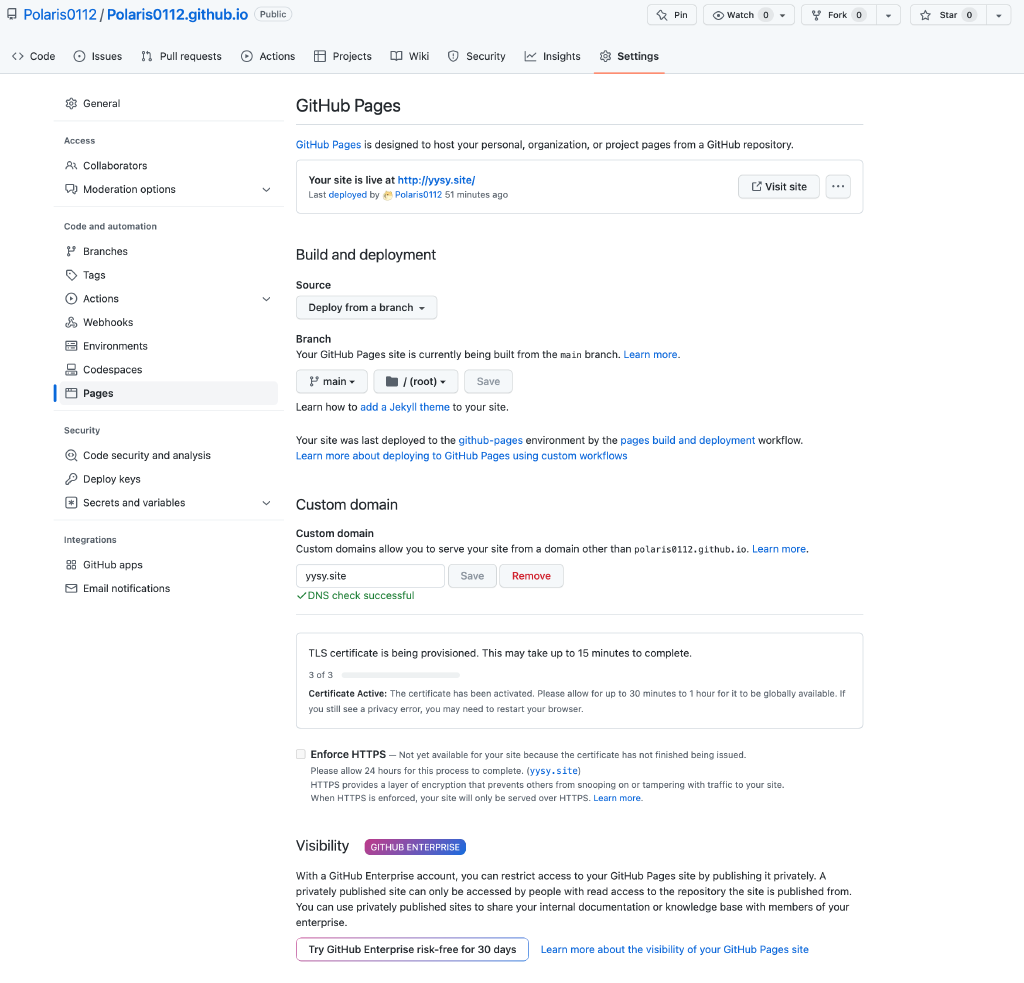 Polaris0112 / Polaris0112.github.io Public
Pin Watch 0 Fork 0 Star 0
Code Issues Pull requests Actions Projects Wiki Security Insights Settings
General
Access
Collaborators
Moderation options
Code and automation
Branches
Tags
Actions
Webhooks
Environments
Codespaces
Pages
Security
Code security and analysis
Deploy keys
Secrets and variables
Integrations
GitHub apps
Email notifications
GitHub Pages
GitHub Pages is designed to host your personal, organization, or project pages from a GitHub repository.
Your site is live at http://yysy.site/
Last deployed by Polaris0112 51 minutes ago
Visit site
Build and deployment
Source
Deploy from a branch
Branch
Your GitHub Pages site is currently being built from the main branch. Learn more.
main / (root) Save
Learn how to add a Jekyll theme to your site.
Your site was last deployed to the github-pages environment by the pages build and deployment workflow.
Learn more about deploying to GitHub Pages using custom workflows
Custom domain
Custom domain
Custom domains allow you to serve your site from a domain other than polaris0112.github.io. Learn more.
yysy.site Save Remove
DNS check successful
TLS certificate is being provisioned. This may take up to 15 minutes to complete.
3 of 3
Certificate Active: The certificate has been activated. Please allow for up to 30 minutes to 1 hour for it to be globally available. If
you still see a privacy error, you may need to restart your browser.
Enforce HTTPS — Not yet available for your site because the certificate has not finished being issued.
Please allow 24 hours for this process to complete. (yysy.site)
HTTPS provides a layer of encryption that prevents others from snooping on or tampering with traffic to your site.
When HTTPS is enforced, your site will only be served over HTTPS. Learn more.
Visibility GITHUB ENTERPRISE
With a GitHub Enterprise account, you can restrict access to your GitHub Pages site by publishing it privately. A
privately published site can only be accessed by people with read access to the repository the site is published from.
You can use privately published sites to share your internal documentation or knowledge base with members of your
enterprise.
Try GitHub Enterprise risk-free for 30 days Learn more about the visibility of your GitHub Pages site